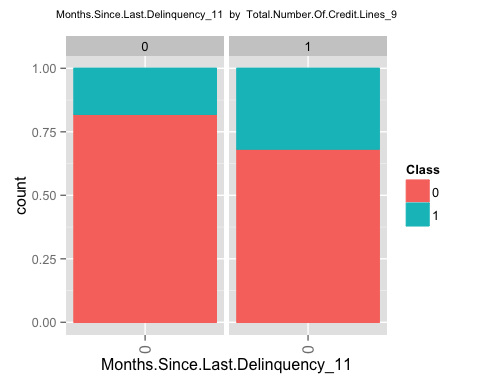 Months.Since.Last.Delinquency_11 by Total.Number.Of.Credit.Lines_9
0 1
1.00
0.75
0.50
0.25
0.00
count
0 0
Months.Since.Last.Delinquency_11
Class
0
1